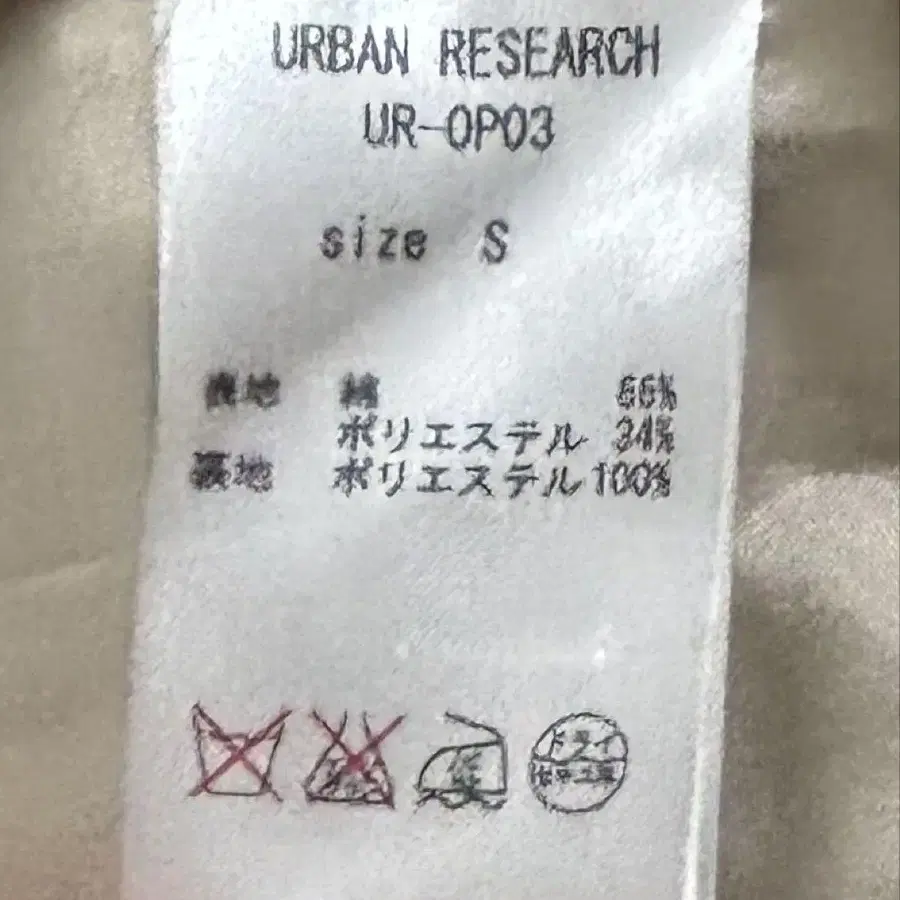 URBAN RESEARCH
UR-OP03
size S
表地 綿 66%
ポリエステル 34%
裏地 ポリエステル 100%
ドライ